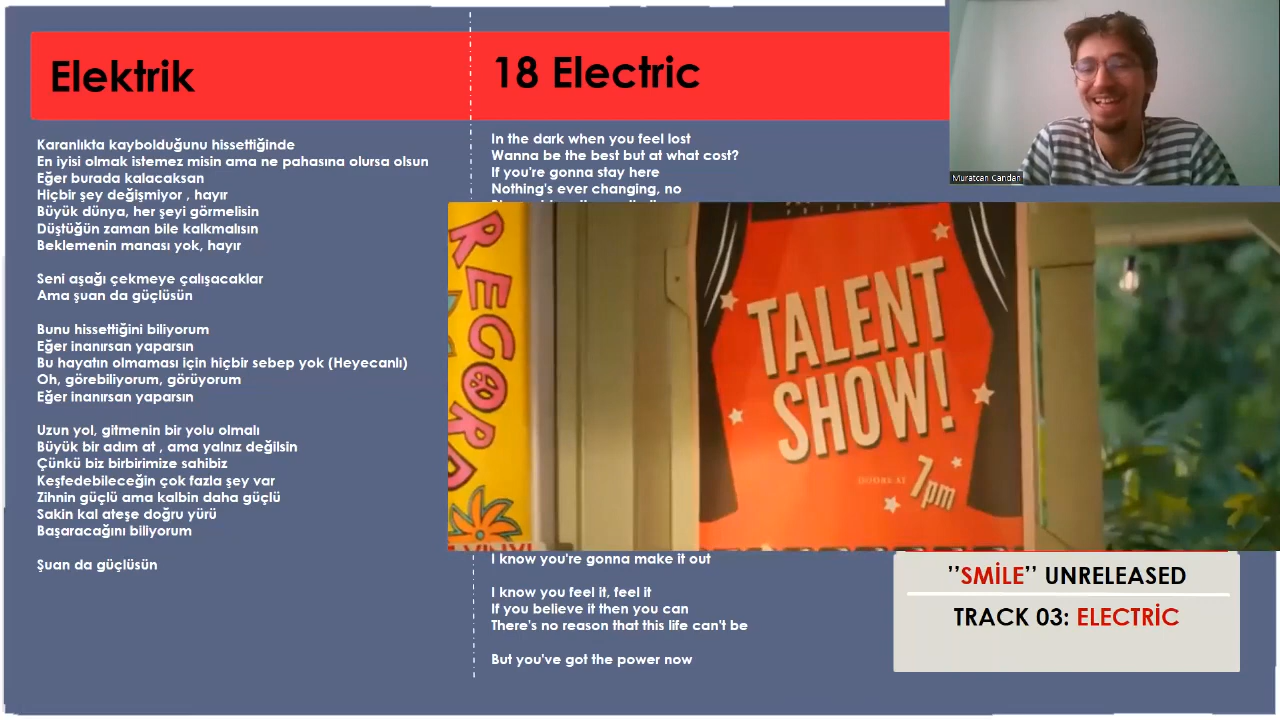 Elektrik
Karanlıkta kaybolduğunu hissettiğinde
En iyisi olmak istemez misin ama ne pahasına olursa olsun
Eğer burada kalacaksan
Hiçbir şey değişmiyor , hayır
Büyük dünya, her şeyi görmelisin
Düştüğün zaman bile kalkmalısın
Beklemenin manası yok, hayır
Seni aşağı çekmeye çalışacaklar
Ama şuan da güçlüsün
Bunu hissettiğini biliyorum
Eğer inanırsan yaparsın
Bu hayatın olmaması için hiçbir sebep yok (Heyecanlı)
Oh, görebiliyorum, görüyorum
Eğer inanırsan yaparsın
Uzun yol, gitmenin bir yolu olmalı
Büyük bir adım at , ama yalnız değilsin
Çünkü biz birbirimize sahibiz
Keşfedebileceğin çok fazla şey var
Zihnin güçlü ama kalbin daha güçlü
Sakin kal ateşe doğru yürü
Başaracağını biliyorum
Şuan da güçlüsün
18 Electric
In the dark when you feel lost
Wanna be the best but at what cost?
If you're gonna stay here
Nothing's ever changing, no
I know you're gonna make it out
I know you feel it, feel it
If you believe it then you can
There's no reason that this life can't be
But you've got the power now
Muratcan Candan
RECORD
VINYL
TALENT
SHOW!
DOORS AT
7pm
’’SMİLE’’ UNRELEASED
TRACK 03: ELECTRİC